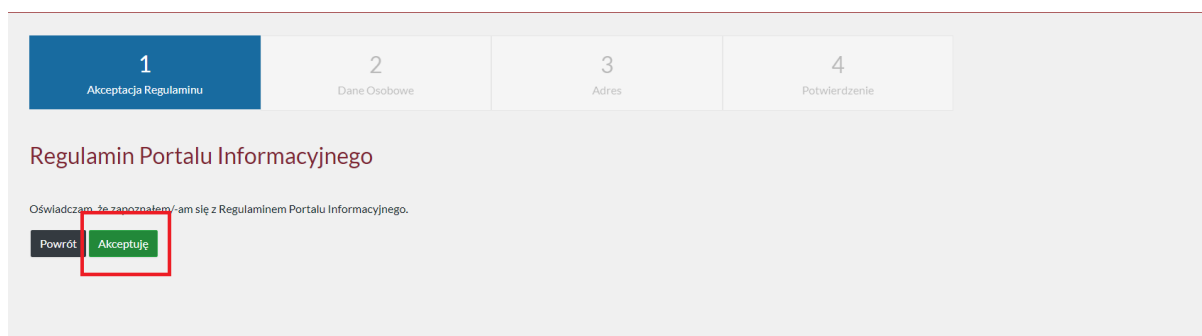 1
Akceptacja Regulaminu
2
Dane Osobowe
3
Adres
4
Potwierdzenie
Regulamin Portalu Informacyjnego
Oświadczam, że zapoznałem/-am się z Regulaminem Portalu Informacyjnego.
Powrót Akceptuję